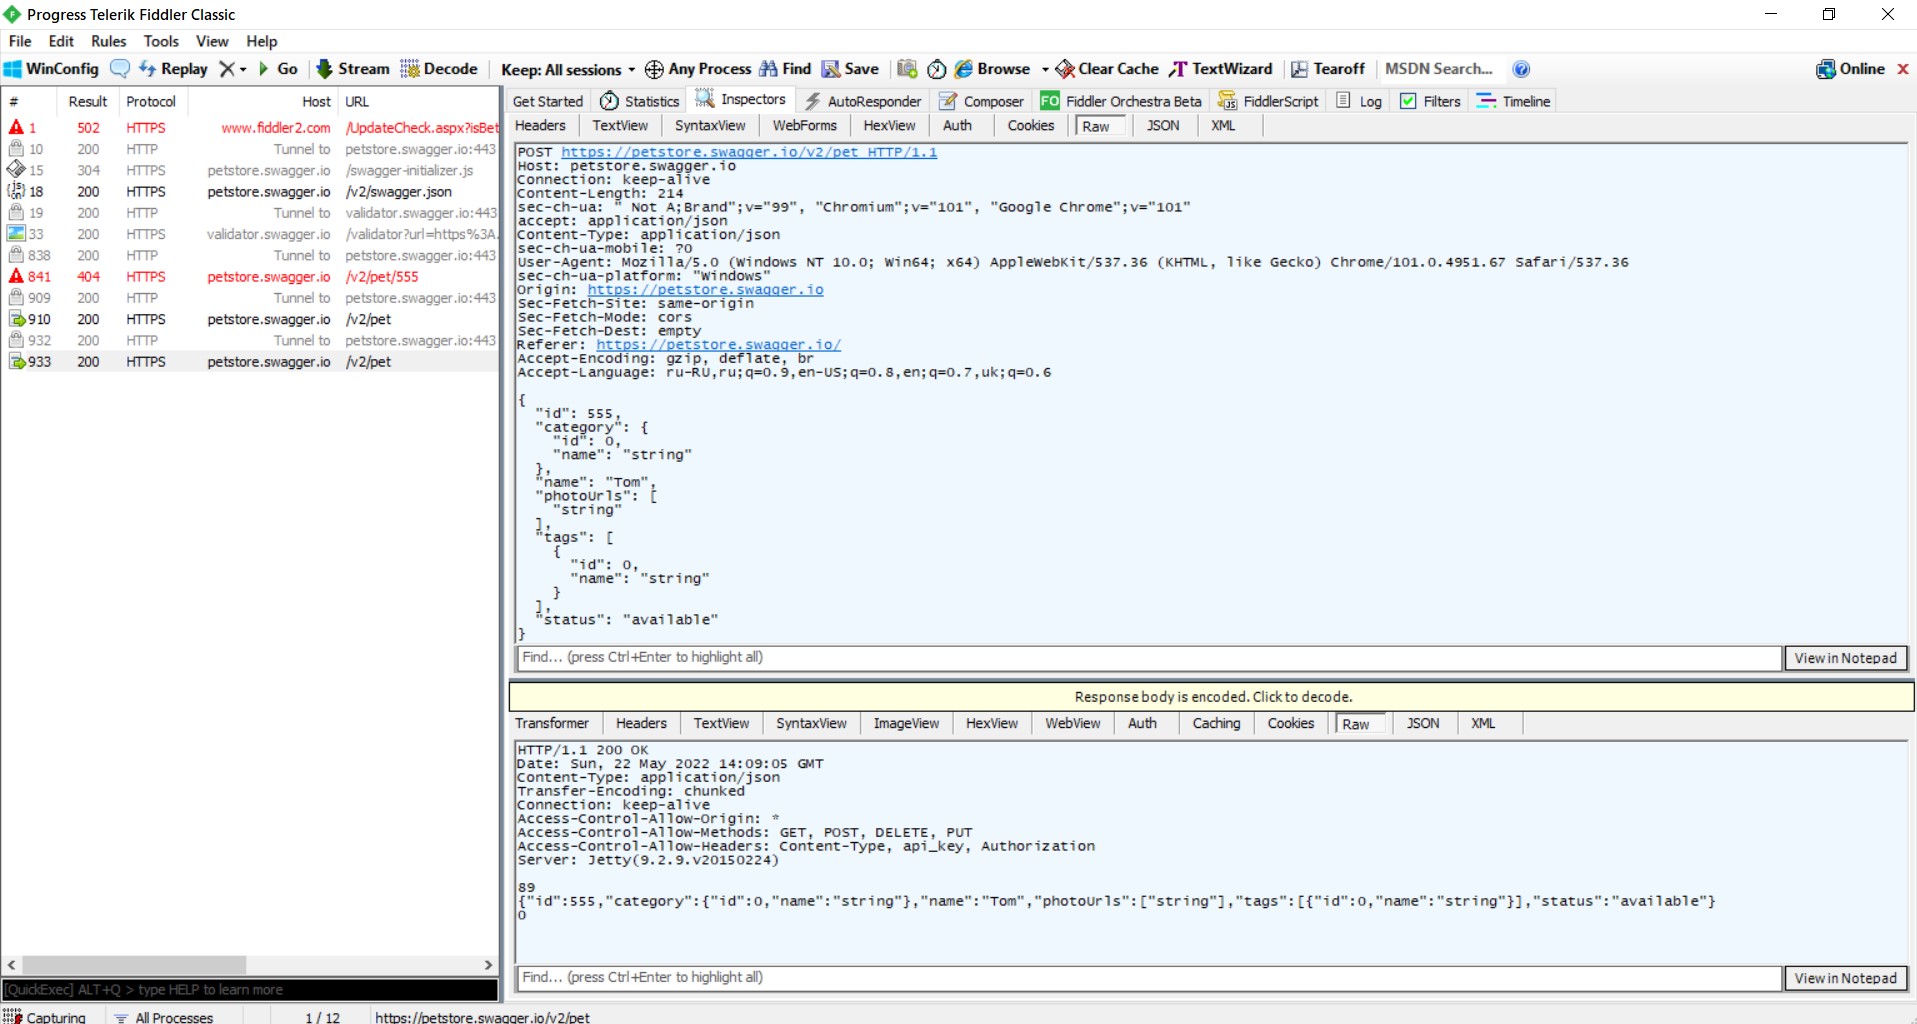 Progress Telerik Fiddler Classic
File Edit Rules Tools View Help
WinConfig Replay Go Stream Decode Keep: All sessions Any Process Find Save Browse Clear Cache TextWizard Tearoff MSDN Search... Online
# Result Protocol Host URL
1 502 HTTPS www.fiddler2.com /UpdateCheck.aspx?isBet
10 200 HTTP Tunnel to petstore.swagger.io:443
15 304 HTTPS petstore.swagger.io /swagger-initializer.js
18 200 HTTPS petstore.swagger.io /v2/swagger.json
19 200 HTTP Tunnel to validator.swagger.io:443
33 200 HTTPS validator.swagger.io /validator?url=https%3A.
838 200 HTTP Tunnel to petstore.swagger.io:443
841 404 HTTPS petstore.swagger.io /v2/pet/555
909 200 HTTP Tunnel to petstore.swagger.io:443
910 200 HTTPS petstore.swagger.io /v2/pet
932 200 HTTP Tunnel to petstore.swagger.io:443
933 200 HTTPS petstore.swagger.io /v2/pet
[QuickExec] ALT+Q > type HELP to learn more
Get Started Statistics Inspectors AutoResponder Composer FO Fiddler Orchestra Beta FiddlerScript Log Filters Timeline
Headers TextView SyntaxView WebForms HexView Auth Cookies Raw JSON XML
POST https://petstore.swagger.io/v2/pet HTTP/1.1
Host: petstore.swagger.io
Connection: keep-alive
Content-Length: 214
sec-ch-ua: " Not A;Brand";v="99", "Chromium";v="101", "Google Chrome";v="101"
accept: application/json
Content-Type: application/json
sec-ch-ua-mobile: ?0
User-Agent: Mozilla/5.0 (Windows NT 10.0; Win64; x64) AppleWebKit/537.36 (KHTML, like Gecko) Chrome/101.0.4951.67 Safari/537.36
sec-ch-ua-platform: "Windows"
Origin: https://petstore.swagger.io
Sec-Fetch-Site: same-origin
Sec-Fetch-Mode: cors
Sec-Fetch-Dest: empty
Referer: https://petstore.swagger.io/
Accept-Encoding: gzip, deflate, br
Accept-Language: ru-RU,ru;q=0.9,en-US;q=0.8,en;q=0.7,uk;q=0.6
{
"id": 555,
"category": {
"id": 0,
"name": "string"
},
"name": "Tom",
"photoUrls": [
"string"
],
"tags": [
{
"id": 0,
"name": "string"
}
],
"status": "available"
}
Find... (press Ctrl+Enter to highlight all) View in Notepad
Response body is encoded. Click to decode.
Transformer Headers TextView SyntaxView ImageView HexView WebView Auth Caching Cookies Raw JSON XML
HTTP/1.1 200 OK
Date: Sun, 22 May 2022 14:09:05 GMT
Content-Type: application/json
Transfer-Encoding: chunked
Connection: keep-alive
Access-Control-Allow-Origin: *
Access-Control-Allow-Methods: GET, POST, DELETE, PUT
Access-Control-Allow-Headers: Content-Type, api_key, Authorization
Server: Jetty(9.2.9.v20150224)
89
{"id":555,"category":{"id":0,"name":"string"},"name":"Tom","photoUrls":["string"],"tags":[{"id":0,"name":"string"}],"status":"available"}
0
Find... (press Ctrl+Enter to highlight all) View in Notepad
Capturing All Processes 1 / 12 https://petstore.swagger.io/v2/pet